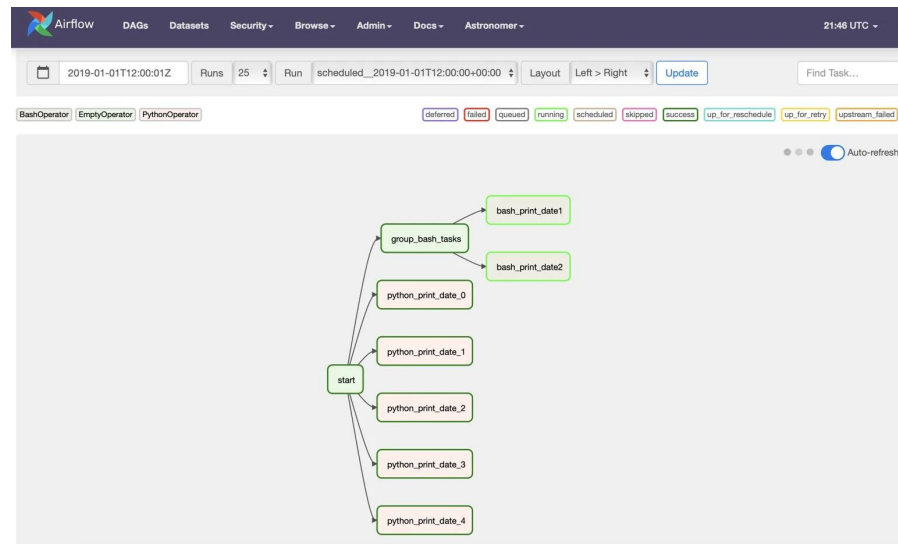 Airflow DAGs Datasets Security Browse Admin Docs Astronomer 21:46 UTC
2019-01-01T12:00:01Z Runs 25 Run scheduled__2019-01-01T12:00:00+00:00 Layout Left > Right Update Find Task...
BashOperator EmptyOperator PythonOperator deferred failed queued running scheduled skipped success up_for_reschedule up_for_retry upstream_failed
Auto-refresh
bash_print_date1
group_bash_tasks
bash_print_date2
python_print_date_0
python_print_date_1
start
python_print_date_2
python_print_date_3
python_print_date_4